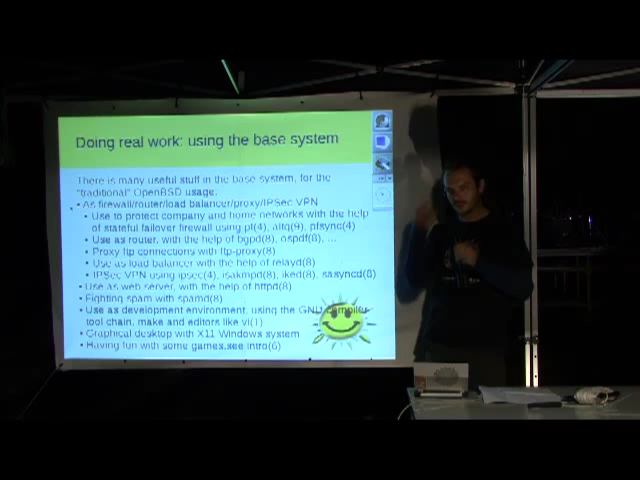 Doing real work: using the base system
There is many useful stuff in the base system, for the
"traditional" OpenBSD usage.
• As firewall/router/load balancer/proxy/IPSec VPN
• Use to protect company and home networks with the help
of stateful failover firewall using pf(4), altq(9), pfsync(4)
• Use as router, with the help of bgpd(8), ospdf(8), ...
• Proxy ftp connections with ftp-proxy(8)
• Use as load balancer with the help of relayd(8)
• IPSec VPN using ipsec(4), isakmpd(8), iked(8), sasyncd(8)
• Use as web server, with the help of httpd(8)
• Fighting spam with spamd(8)
• Use as development environment, using the GNU compiler
tool chain, make and editors like vi(1)
• Graphical desktop with X11 Windows system
• Having fun with some games,see intro(6)